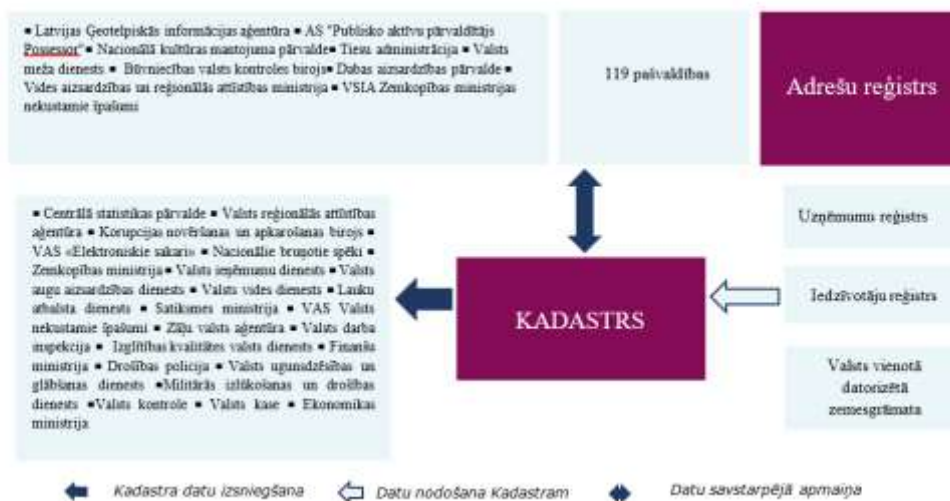 ▪ Latvijas Ģeotelpiskās informācijas aģentūra ▪ AS "Publisko aktīvu pārvaldītājs
Possessor" ▪ Nacionālā kultūras mantojuma pārvalde ▪ Tiesu administrācija ▪ Valsts
meža dienests ▪ Būvniecības valsts kontroles birojs ▪ Dabas aizsardzības pārvalde ▪
Vides aizsardzības un reģionālās attīstības ministrija ▪ VSIA Zemkopības ministrijas
nekustamie īpašumi
119 pašvaldības
Adrešu reģistrs
▪ Centrālā statistikas pārvalde ▪ Valsts reģionālās attīstības
aģentūra ▪ Korupcijas novēršanas un apkarošanas birojs ▪
VAS «Elektroniskie sakari» ▪ Nacionālie bruņotie spēki ▪
Zemkopības ministrija ▪ Valsts ieņēmumu dienests ▪ Valsts
augu aizsardzības dienests ▪ Valsts vides dienests ▪ Lauku
atbalsta dienests ▪ Satiksmes ministrija ▪ VAS Valsts
nekustamie īpašumi ▪ Zāļu valsts aģentūra ▪ Valsts darba
inspekcija ▪ Izglītības kvalitātes valsts dienests ▪ Finanšu
ministrija ▪ Drošības policija ▪ Valsts ugunsdzēsības un
glābšanas dienests ▪Militārās izlūkošanas un drošības
dienests ▪Valsts kontrole ▪ Valsts kase ▪ Ekonomikas
ministrija
KADASTRS
Uzņēmumu reģistrs
Iedzīvotāju reģistrs
Valsts vienotā
datorizētā
zemesgrāmata
Kadastra datu izsniegšana
Datu nodošana Kadastram
Datu savstarpējā apmaiņa